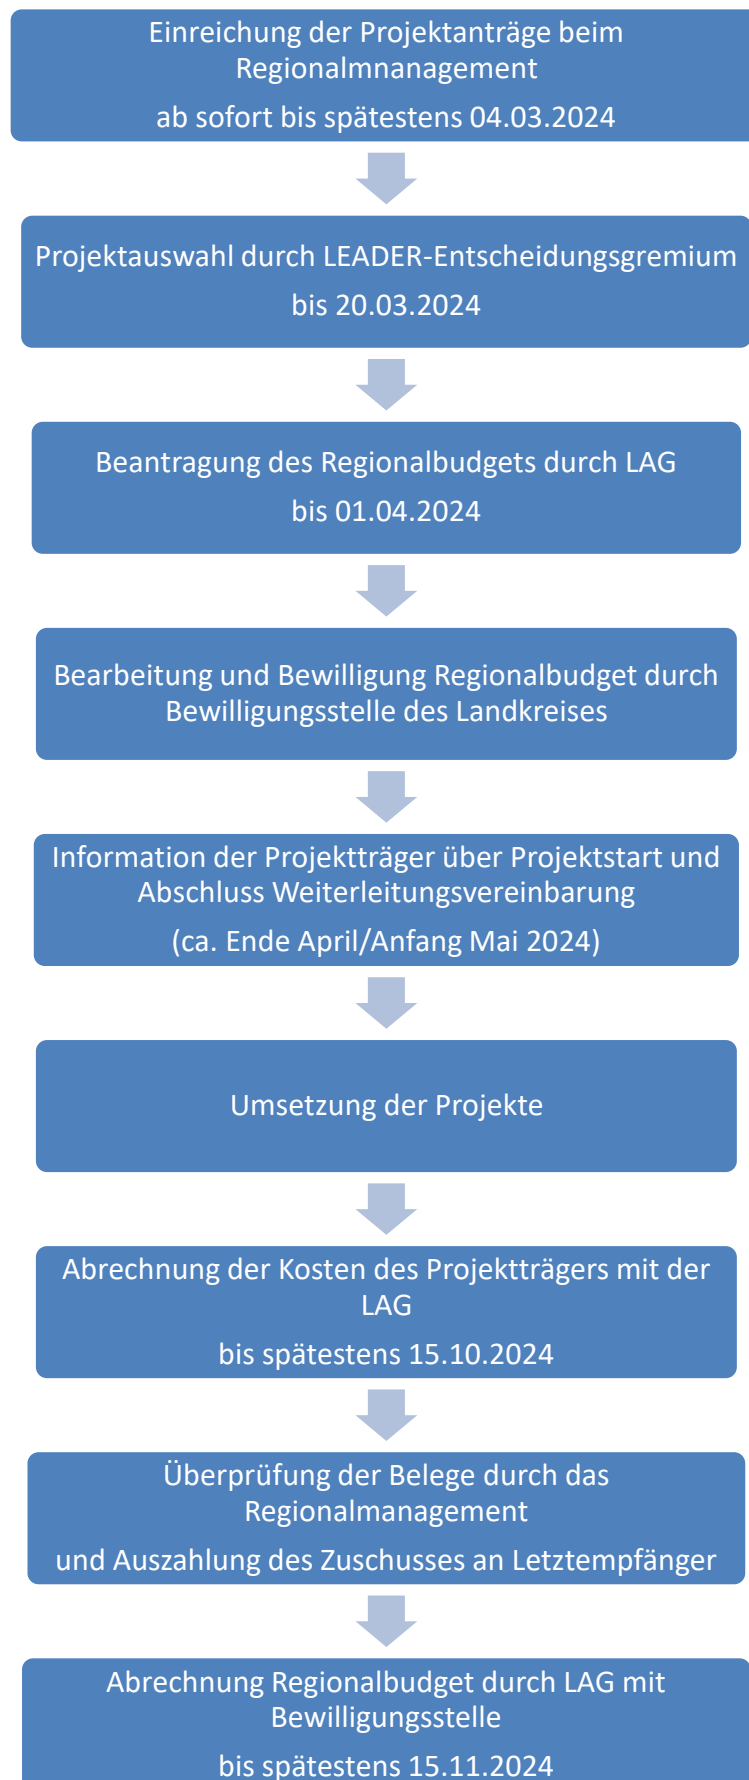 Einreichung der Projektanträge beim
Regionalmnanagement
ab sofort bis spätestens 04.03.2024
Projektauswahl durch LEADER-Entscheidungsgremium
bis 20.03.2024
Beantragung des Regionalbudgets durch LAG
bis 01.04.2024
Bearbeitung und Bewilligung Regionalbudget durch
Bewilligungsstelle des Landkreises
Information der Projektträger über Projektstart und
Abschluss Weiterleitungsvereinbarung
(ca. Ende April/Anfang Mai 2024)
Umsetzung der Projekte
Abrechnung der Kosten des Projektträgers mit der
LAG
bis spätestens 15.10.2024
Überprüfung der Belege durch das
Regionalmanagement
und Auszahlung des Zuschusses an Letztempfänger
Abrechnung Regionalbudget durch LAG mit
Bewilligungsstelle
bis spätestens 15.11.2024